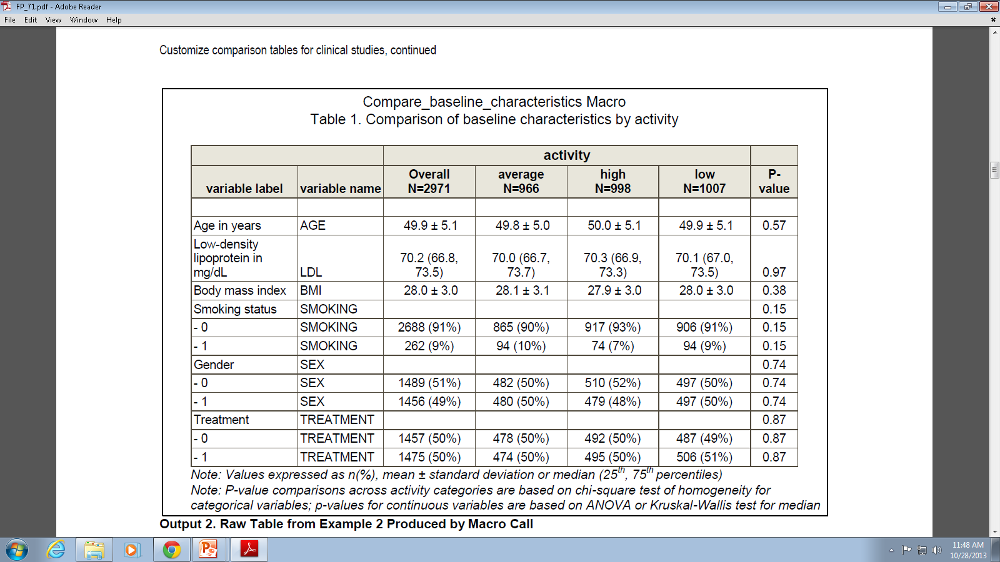 FP_71.pdf - Adobe Reader
File Edit View Window Help
Customize comparison tables for clinical studies, continued
Compare_baseline_characteristics Macro
Table 1. Comparison of baseline characteristics by activity
activity
variable label variable name Overall N=2971 average N=966 high N=998 low N=1007 P-value
Age in years AGE 49.9 ± 5.1 49.8 ± 5.0 50.0 ± 5.1 49.9 ± 5.1 0.57
Low-density lipoprotein in mg/dL LDL 70.2 (66.8, 73.5) 70.0 (66.7, 73.7) 70.3 (66.9, 73.3) 70.1 (67.0, 73.5) 0.97
Body mass index BMI 28.0 ± 3.0 28.1 ± 3.1 27.9 ± 3.0 28.0 ± 3.0 0.38
Smoking status SMOKING 0.15
- 0 SMOKING 2688 (91%) 865 (90%) 917 (93%) 906 (91%) 0.15
- 1 SMOKING 262 (9%) 94 (10%) 74 (7%) 94 (9%) 0.15
Gender SEX 0.74
- 0 SEX 1489 (51%) 482 (50%) 510 (52%) 497 (50%) 0.74
- 1 SEX 1456 (49%) 480 (50%) 479 (48%) 497 (50%) 0.74
Treatment TREATMENT 0.87
- 0 TREATMENT 1457 (50%) 478 (50%) 492 (50%) 487 (49%) 0.87
- 1 TREATMENT 1475 (50%) 474 (50%) 495 (50%) 506 (51%) 0.87
Note: Values expressed as n(%), mean ± standard deviation or median (25th, 75th percentiles)
Note: P-value comparisons across activity categories are based on chi-square test of homogeneity for
categorical variables; p-values for continuous variables are based on ANOVA or Kruskal-Wallis test for median
Output 2. Raw Table from Example 2 Produced by Macro Call
11:48 AM
10/28/2013